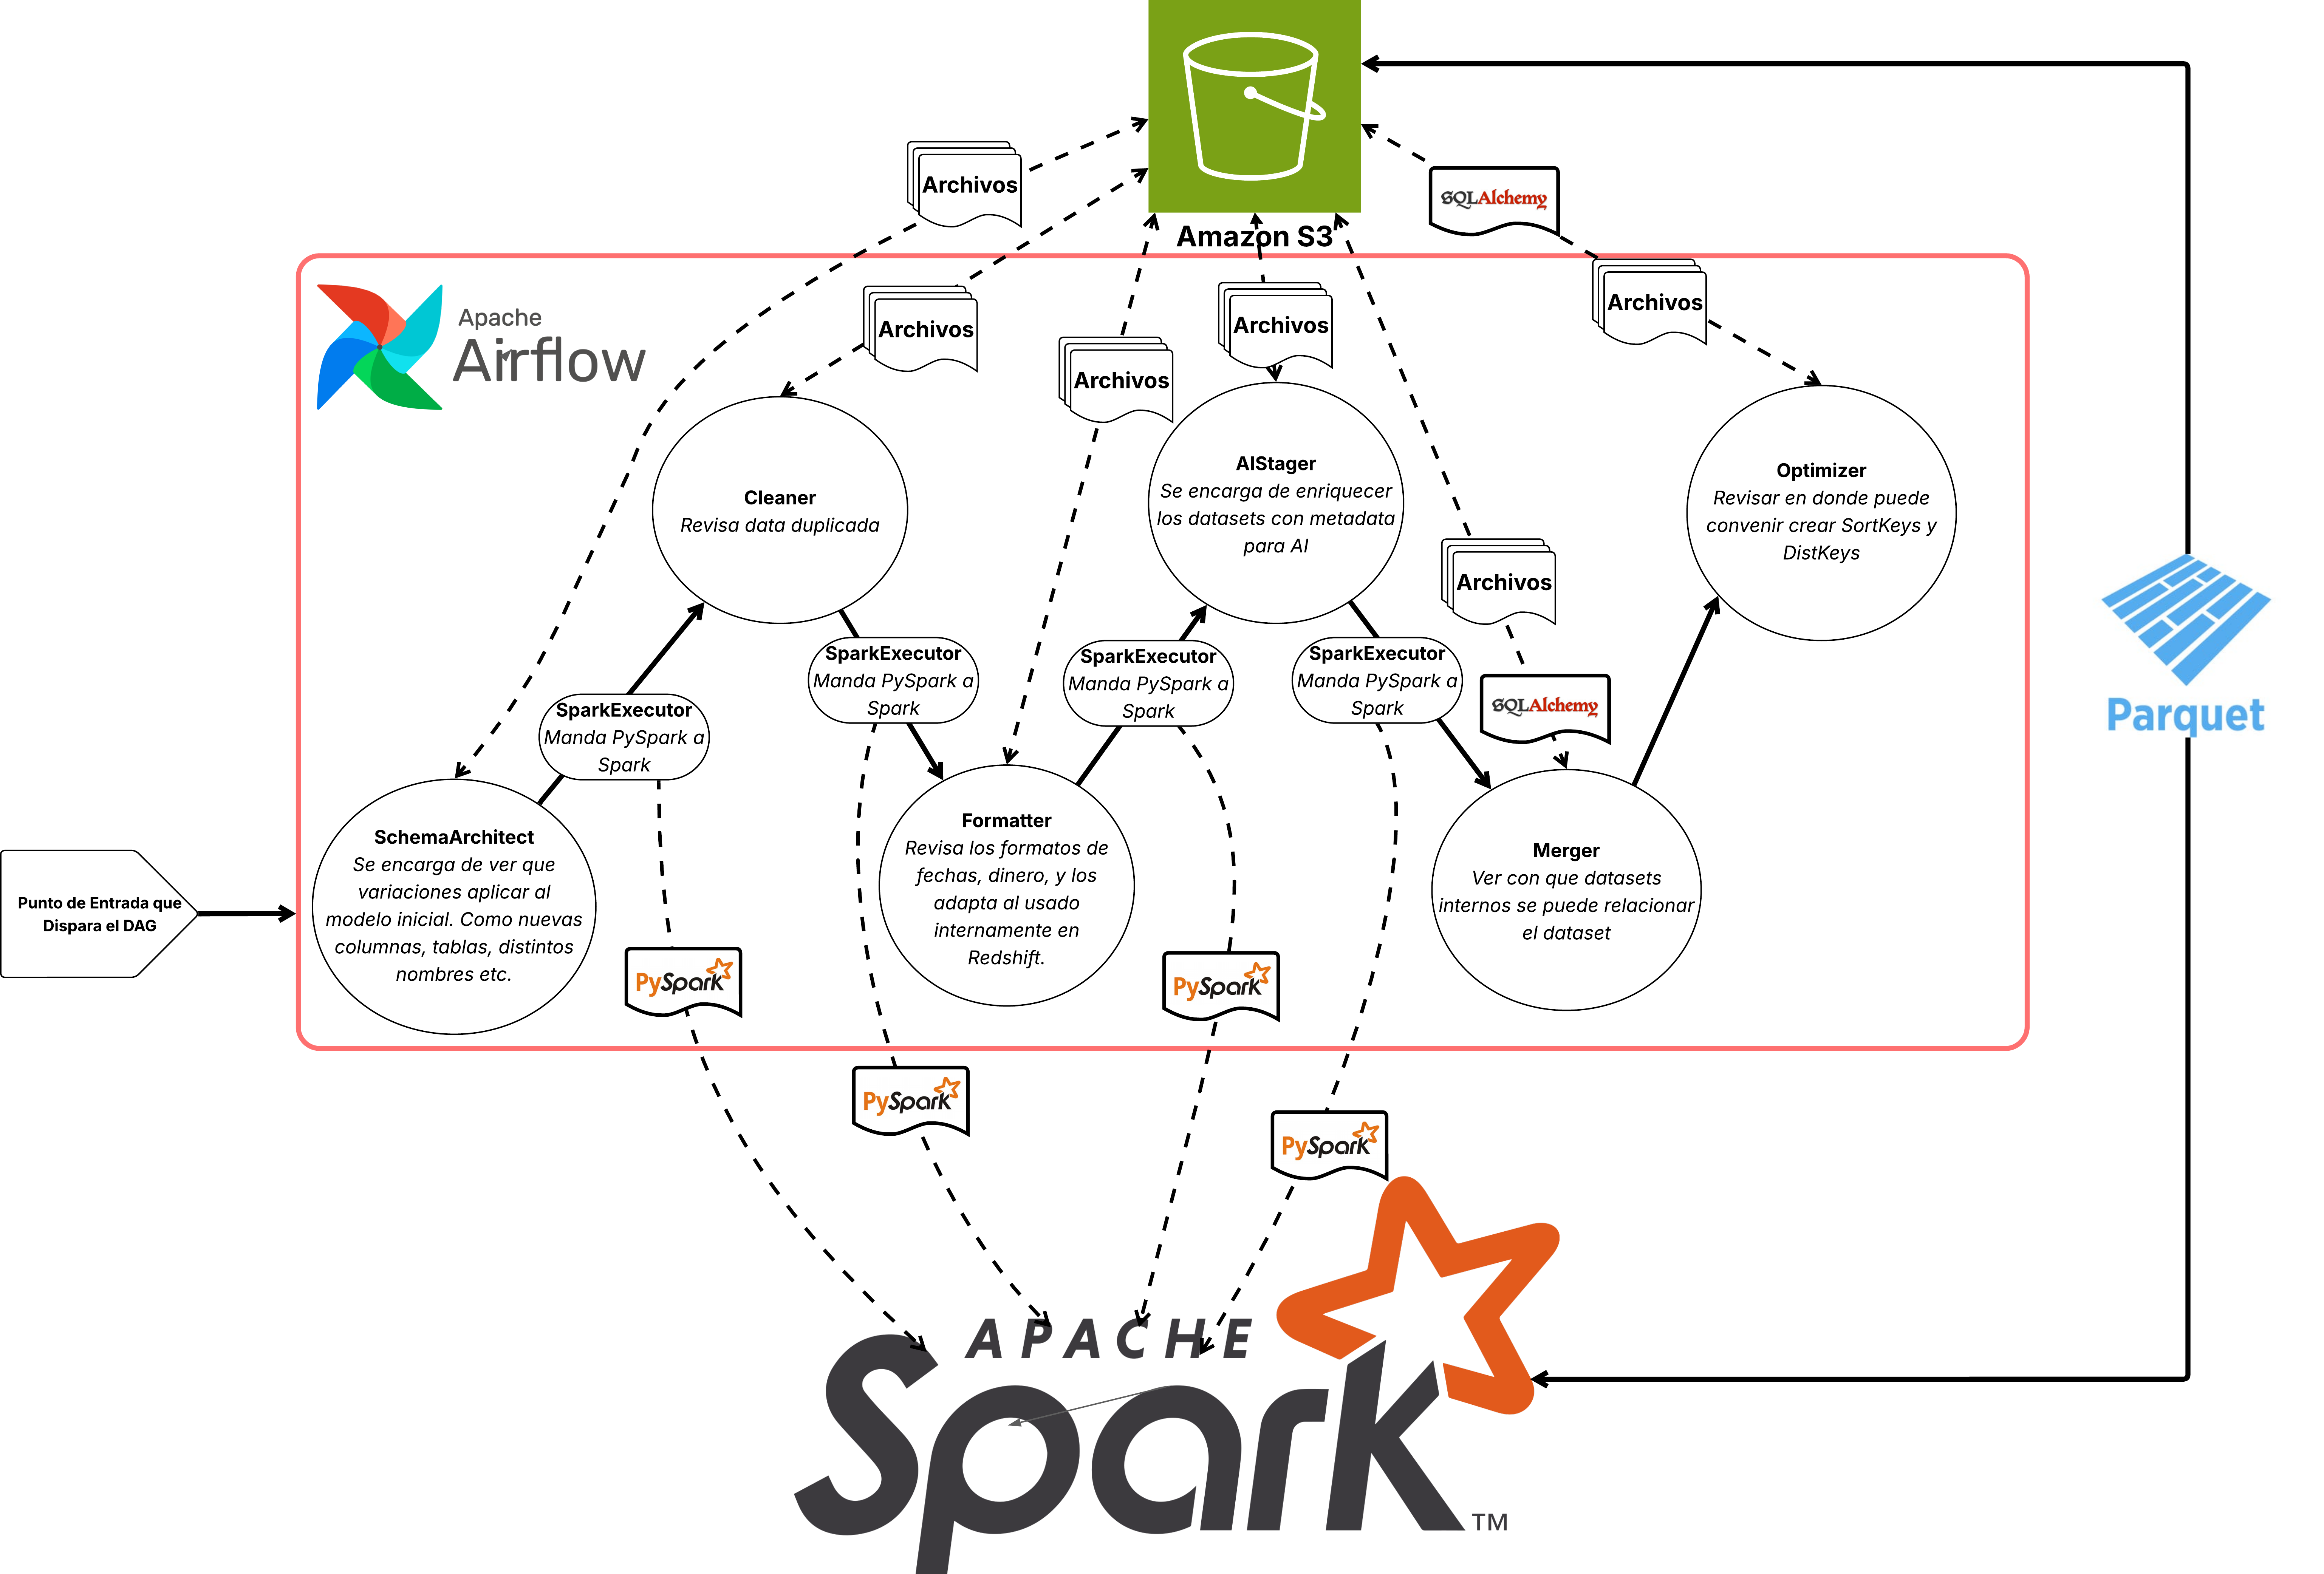 Archivos
SQLAlchemy
Amazon S3
Apache
Airflow
Archivos
Archivos
Archivos
Archivos
Cleaner
Revisa data duplicada
AIStager
Se encarga de enriquecer
los datasets con metadata
para AI
Optimizer
Revisar en donde puede
convenir crear SortKeys y
DistKeys
Archivos
SparkExecutor
Manda PySpark a
Spark
SparkExecutor
Manda PySpark a
Spark
SparkExecutor
Manda PySpark a
Spark
SparkExecutor
Manda PySpark a
Spark
SQLAlchemy
Parquet
Punto de Entrada que
Dispara el DAG
SchemaArchitect
Se encarga de ver que
variaciones aplicar al
modelo inicial. Como nuevas
columnas, tablas, distintos
nombres etc.
Formatter
Revisa los formatos de
fechas, dinero, y los
adapta al usado
internamente en
Redshift.
Merger
Ver con que datasets
internos se puede relacionar
el dataset
PySpark
PySpark
PySpark
PySpark
APACHE
Spark
TM